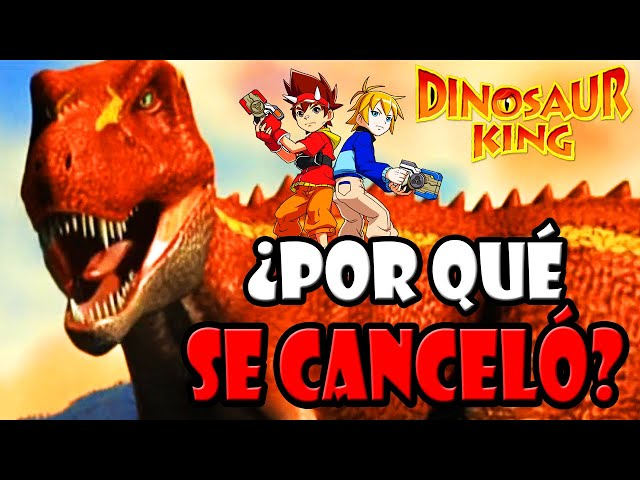 DINOSAUR
KING
¿POR QUÉ
SE CANCELÓ?